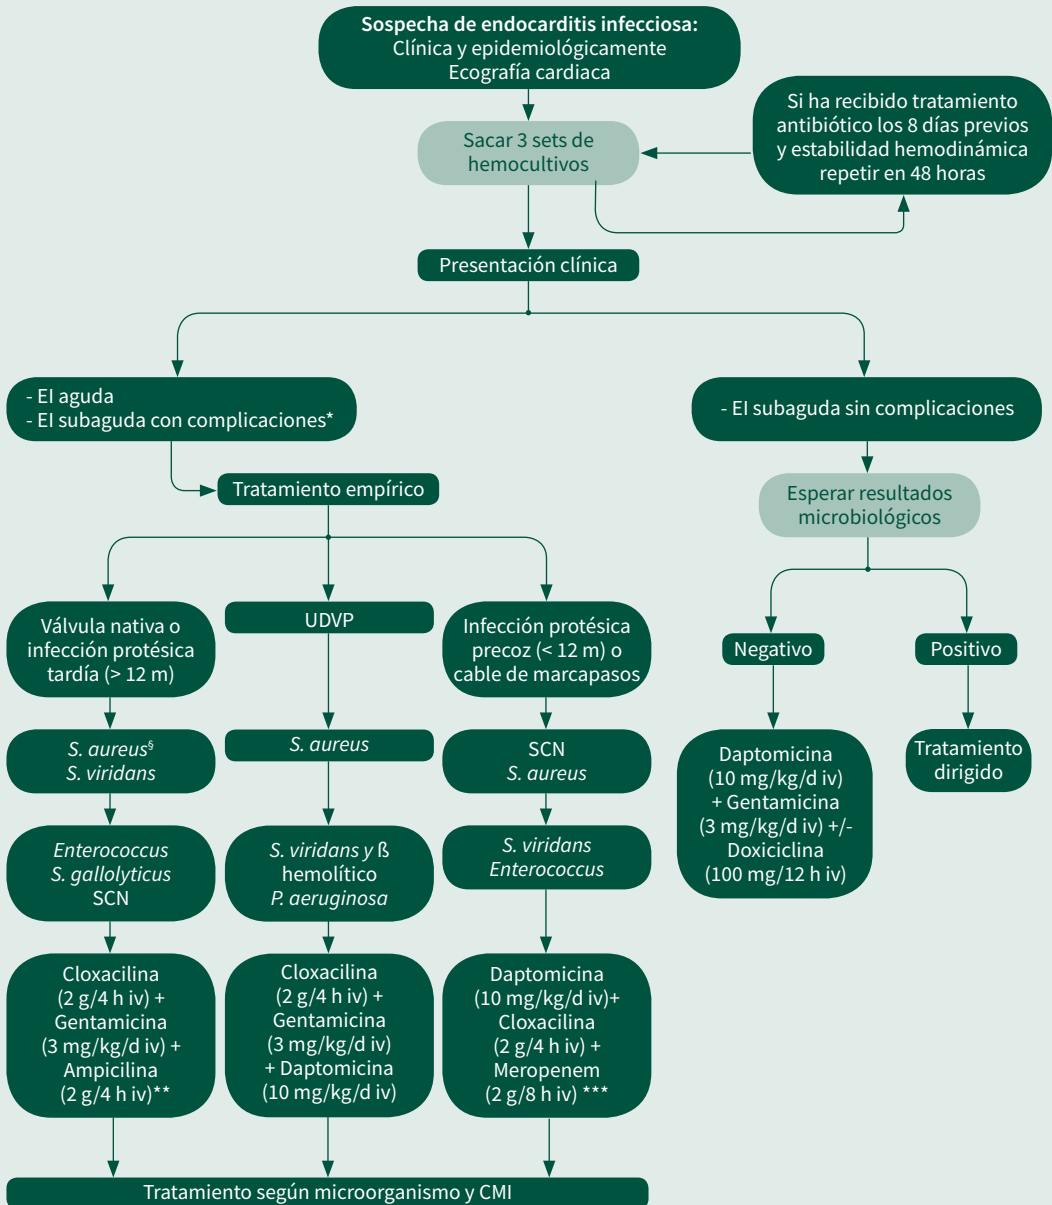 Sospecha de endocarditis infecciosa:
Clínica y epidemiológicamente
Ecografía cardiaca
Sacar 3 sets de
hemocultivos
Si ha recibido tratamiento
antibiótico los 8 días previos
y estabilidad hemodinámica
repetir en 48 horas
Presentación clínica
- EI aguda
- EI subaguda con complicaciones*
- EI subaguda sin complicaciones
Tratamiento empírico
Esperar resultados
microbiológicos
Válvula nativa o
infección protésica
tardía (> 12 m)
UDVP
Infección protésica
precoz (< 12 m) o
cable de marcapasos
Negativo
Positivo
S. aureus§
S. viridans
S. aureus
SCN
S. aureus
Daptomicina
(10 mg/kg/d iv)
+ Gentamicina
(3 mg/kg/d iv) +/-
Doxiciclina
(100 mg/12 h iv)
Tratamiento
dirigido
Enterococcus
S. gallolyticus
SCN
S. viridans y ß
hemolítico
P. aeruginosa
S. viridans
Enterococcus
Cloxacilina
(2 g/4 h iv) +
Gentamicina
(3 mg/kg/d iv) +
Ampicilina
(2 g/4 h iv)**
Cloxacilina
(2 g/4 h iv) +
Gentamicina
(3 mg/kg/d iv)
+ Daptomicina
(10 mg/kg/d iv)
Daptomicina
(10 mg/kg/d iv)+
Cloxacilina
(2 g/4 h iv) +
Meropenem
(2 g/8 h iv) ***
Tratamiento según microorganismo y CMI